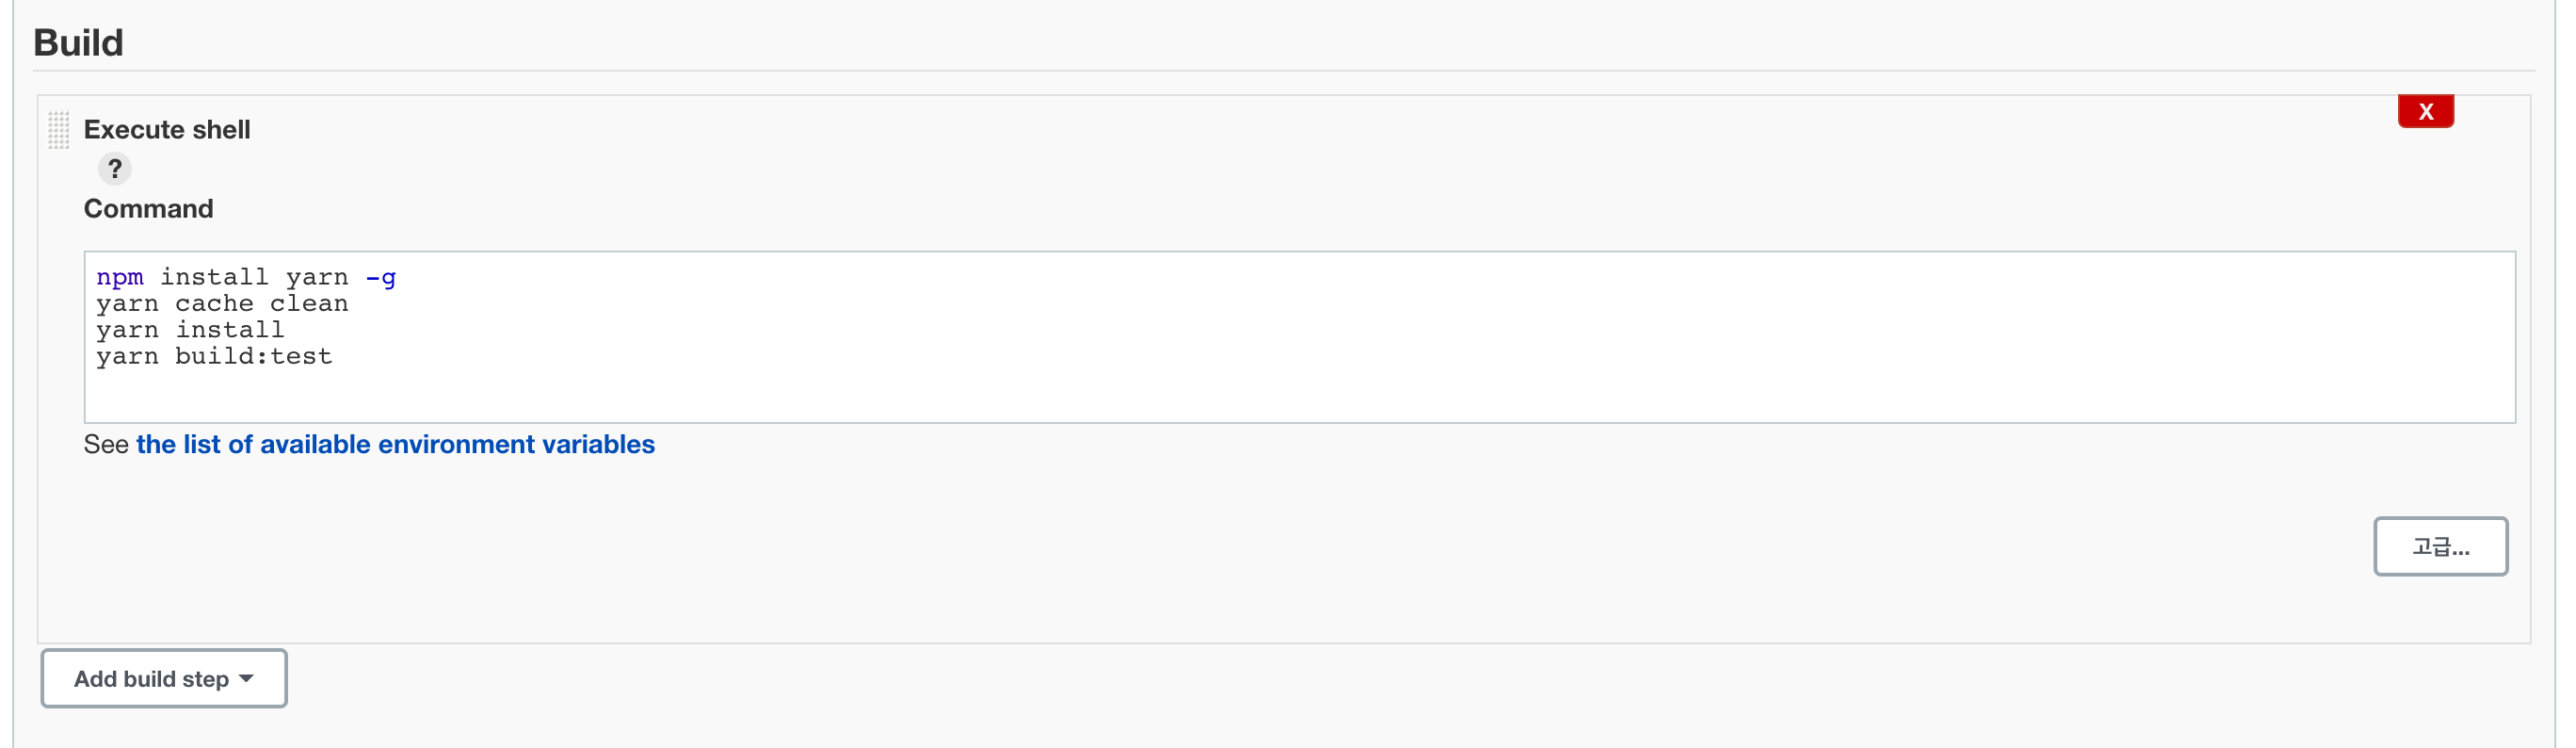 Build
Execute shell
X
?
Command
npm install yarn -g
yarn cache clean
yarn install
yarn build:test
See the list of available environment variables
고급...
Add build step